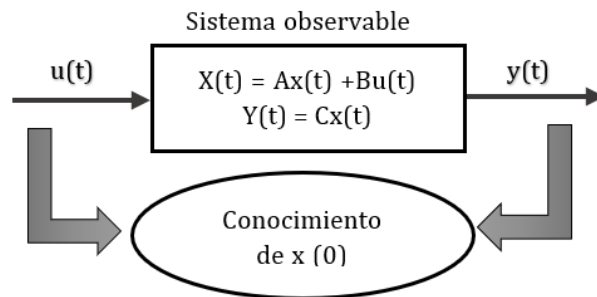 Sistema observable
u(t)
X(t) = Ax(t) +Bu(t)
Y(t) = Cx(t)
y(t)
Conocimiento
de x (0)